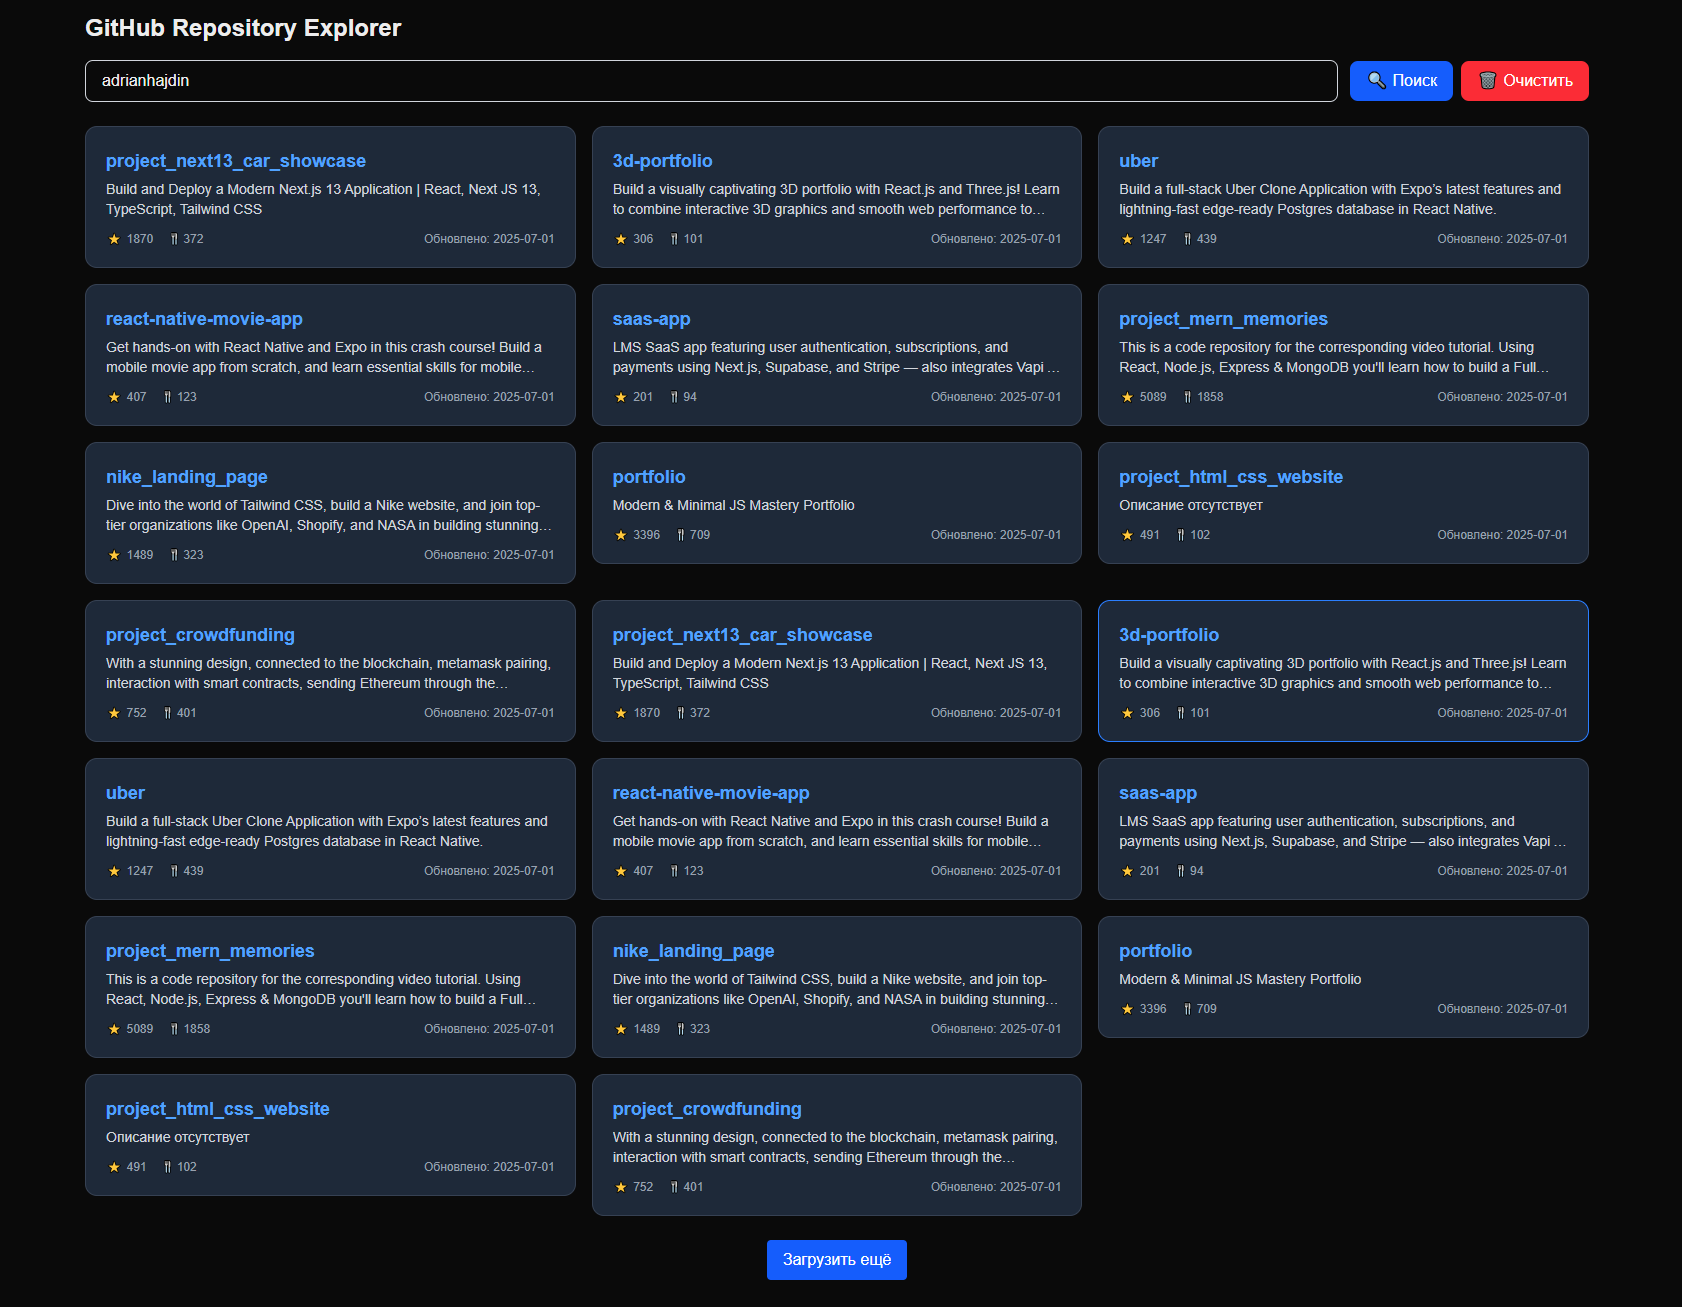 GitHub Repository Explorer
adrianhajdin
Поиск
Очистить
project_next13_car_showcase
Build and Deploy a Modern Next.js 13 Application | React, Next JS 13,
TypeScript, Tailwind CSS
1870 372 Обновлено: 2025-07-01
3d-portfolio
Build a visually captivating 3D portfolio with React.js and Three.js! Learn
to combine interactive 3D graphics and smooth web performance to…
306 101 Обновлено: 2025-07-01
uber
Build a full-stack Uber Clone Application with Expo’s latest features and
lightning-fast edge-ready Postgres database in React Native.
1247 439 Обновлено: 2025-07-01
react-native-movie-app
Get hands-on with React Native and Expo in this crash course! Build a
mobile movie app from scratch, and learn essential skills for mobile…
407 123 Обновлено: 2025-07-01
saas-app
LMS SaaS app featuring user authentication, subscriptions, and
payments using Next.js, Supabase, and Stripe — also integrates Vapi …
201 94 Обновлено: 2025-07-01
project_mern_memories
This is a code repository for the corresponding video tutorial. Using
React, Node.js, Express & MongoDB you'll learn how to build a Full…
5089 1858 Обновлено: 2025-07-01
nike_landing_page
Dive into the world of Tailwind CSS, build a Nike website, and join top-
tier organizations like OpenAI, Shopify, and NASA in building stunning…
1489 323 Обновлено: 2025-07-01
portfolio
Modern & Minimal JS Mastery Portfolio
3396 709 Обновлено: 2025-07-01
project_html_css_website
Описание отсутствует
491 102 Обновлено: 2025-07-01
project_crowdfunding
With a stunning design, connected to the blockchain, metamask pairing,
interaction with smart contracts, sending Ethereum through the…
752 401 Обновлено: 2025-07-01
project_next13_car_showcase
Build and Deploy a Modern Next.js 13 Application | React, Next JS 13,
TypeScript, Tailwind CSS
1870 372 Обновлено: 2025-07-01
3d-portfolio
Build a visually captivating 3D portfolio with React.js and Three.js! Learn
to combine interactive 3D graphics and smooth web performance to…
306 101 Обновлено: 2025-07-01
uber
Build a full-stack Uber Clone Application with Expo’s latest features and
lightning-fast edge-ready Postgres database in React Native.
1247 439 Обновлено: 2025-07-01
react-native-movie-app
Get hands-on with React Native and Expo in this crash course! Build a
mobile movie app from scratch, and learn essential skills for mobile…
407 123 Обновлено: 2025-07-01
saas-app
LMS SaaS app featuring user authentication, subscriptions, and
payments using Next.js, Supabase, and Stripe — also integrates Vapi …
201 94 Обновлено: 2025-07-01
project_mern_memories
This is a code repository for the corresponding video tutorial. Using
React, Node.js, Express & MongoDB you'll learn how to build a Full…
5089 1858 Обновлено: 2025-07-01
nike_landing_page
Dive into the world of Tailwind CSS, build a Nike website, and join top-
tier organizations like OpenAI, Shopify, and NASA in building stunning…
1489 323 Обновлено: 2025-07-01
portfolio
Modern & Minimal JS Mastery Portfolio
3396 709 Обновлено: 2025-07-01
project_html_css_website
Описание отсутствует
491 102 Обновлено: 2025-07-01
project_crowdfunding
With a stunning design, connected to the blockchain, metamask pairing,
interaction with smart contracts, sending Ethereum through the…
752 401 Обновлено: 2025-07-01
Загрузить ещё